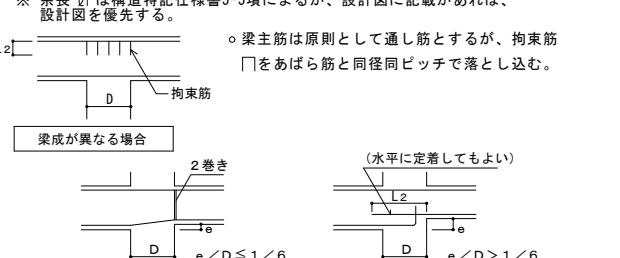 設計図を優先する。
梁主筋は原則として通し筋とするが、拘束筋
をあばら筋と同径同ピッチで落とし込む。
拘束筋
D
梁成が異なる場合
2巻き
(水平に定着してもよい)
L2
e
e
D
D
e/D≦1/6
e/D>1/6